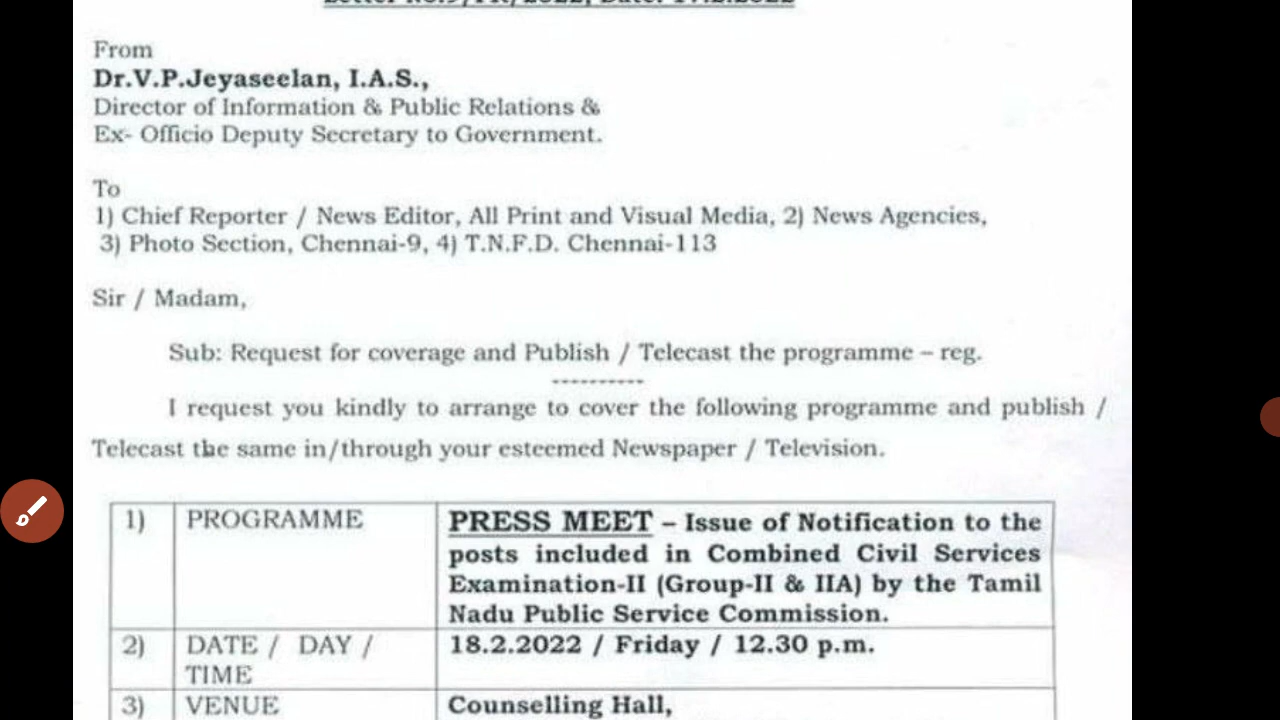 From
Dr.V.P.Jeyaseelan, I.A.S.,
Director of Information & Public Relations &
Ex- Officio Deputy Secretary to Government.
To
1) Chief Reporter / News Editor, All Print and Visual Media, 2) News Agencies,
3) Photo Section, Chennai-9, 4) T.N.F.D. Chennai-113
Sir / Madam,
Sub: Request for coverage and Publish / Telecast the programme – reg.
----------
I request you kindly to arrange to cover the following programme and publish /
Telecast the same in/through your esteemed Newspaper / Television.
1) PROGRAMME PRESS MEET – Issue of Notification to the
posts included in Combined Civil Services
Examination-II (Group-II & IIA) by the Tamil
Nadu Public Service Commission.
2) DATE / DAY / 18.2.2022 / Friday / 12.30 p.m.
TIME
3) VENUE Counselling Hall,